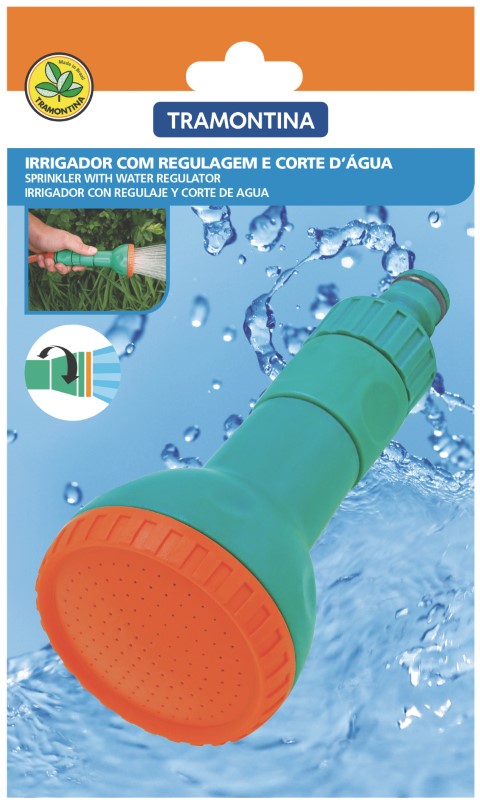 Made in Brazil
TRAMONTINA
TRAMONTINA
IRRIGADOR COM REGULAGEM E CORTE D'ÁGUA
SPRINKLER WITH WATER REGULATOR
IRRIGADOR CON REGULAJE Y CORTE DE AGUA